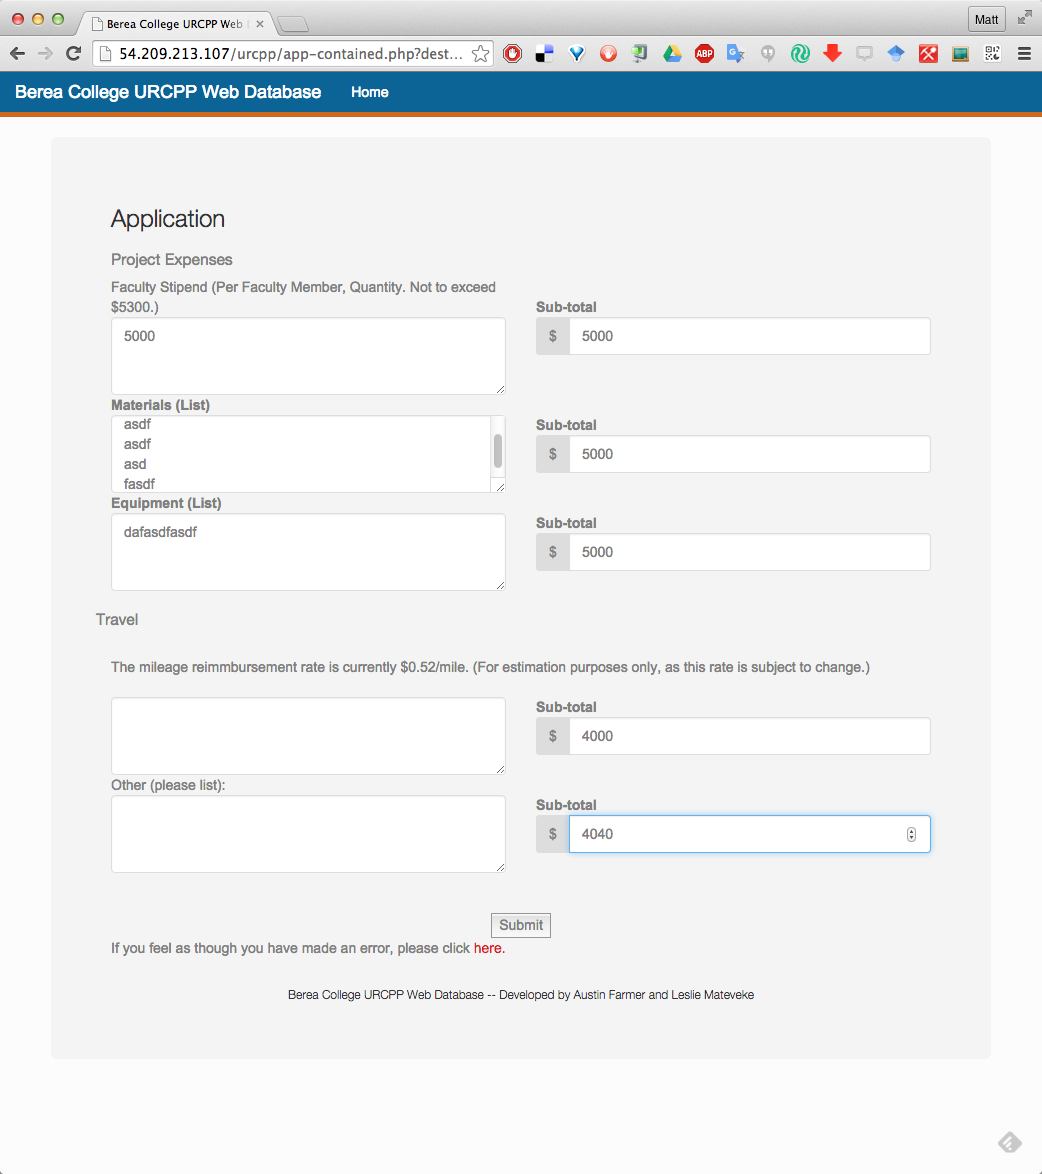 Berea College URCPP Web
Matt
54.209.213.107/urcpp/app-contained.php?dest...
ABP
Berea College URCPP Web Database Home
Application
Project Expenses
Faculty Stipend (Per Faculty Member, Quantity. Not to exceed
$5300.)
Sub-total
5000
$ 5000
Materials (List)
Sub-total
asdf
asdf
asd
fasdf
$ 5000
Equipment (List)
Sub-total
dafasdfasdf
$ 5000
Travel
The mileage reimmbursement rate is currently $0.52/mile. (For estimation purposes only, as this rate is subject to change.)
Sub-total
$ 4000
Other (please list):
Sub-total
$ 4040
Submit
If you feel as though you have made an error, please click here.
Berea College URCPP Web Database -- Developed by Austin Farmer and Leslie Mateveke